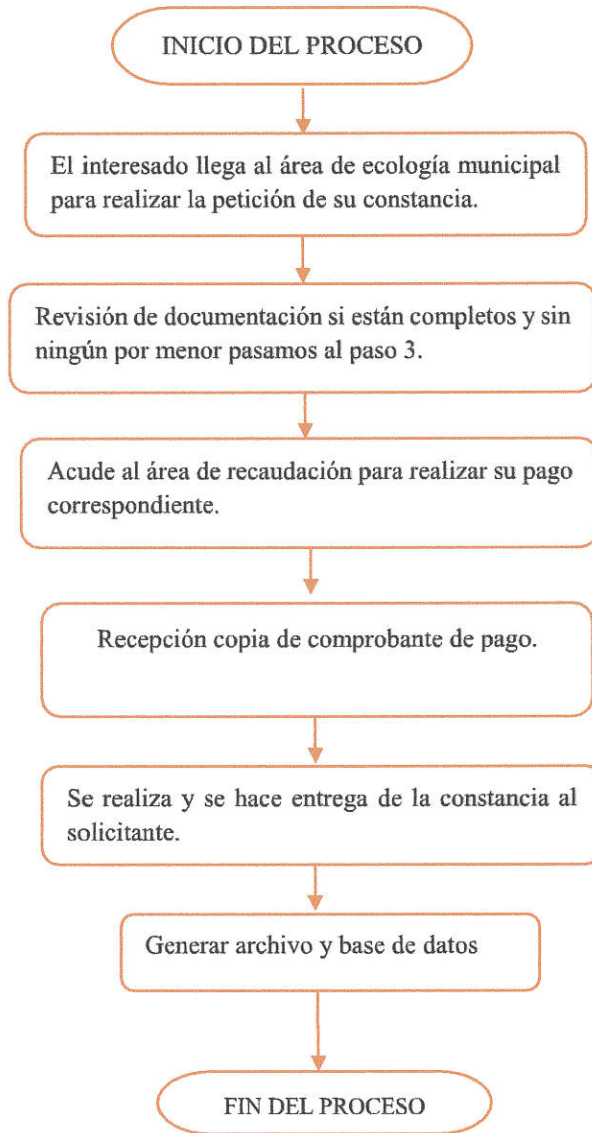 INICIO DEL PROCESO
El interesado llega al área de ecología municipal
para realizar la petición de su constancia.
Revisión de documentación si están completos y sin
ningún por menor pasamos al paso 3.
Acude al área de recaudación para realizar su pago
correspondiente.
Recepción copia de comprobante de pago.
Se realiza y se hace entrega de la constancia al
solicitante.
Generar archivo y base de datos
FIN DEL PROCESO